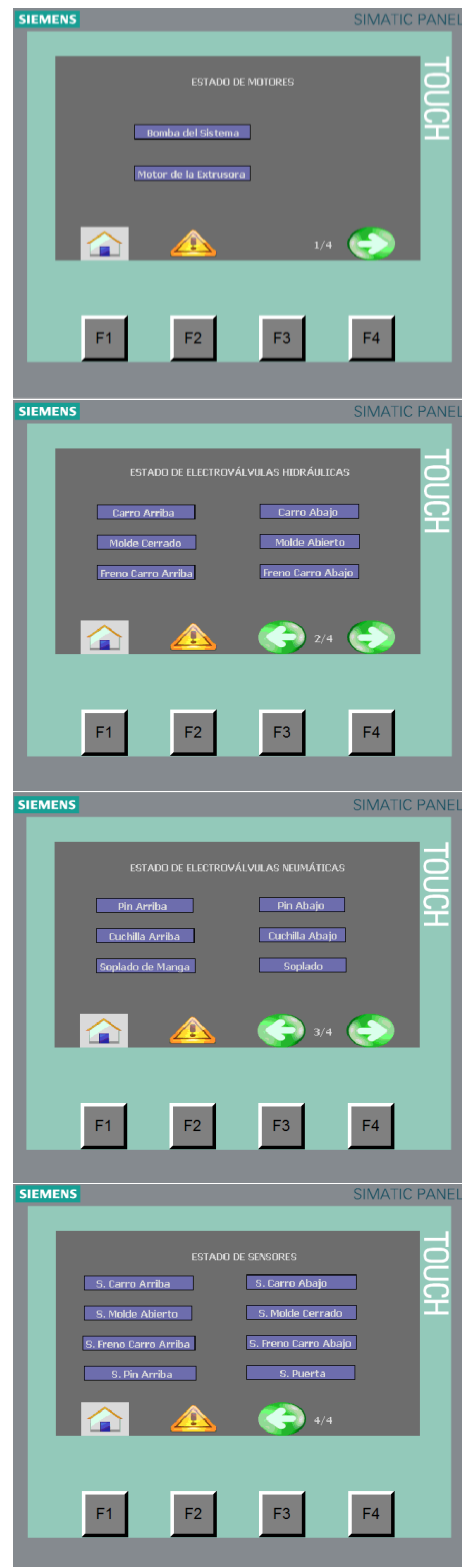 SIEMENS SIMATIC PANEL
TOUCH
ESTADO DE MOTORES
Bomba del Sistema
Motor de la Extrusora
1/4
F1 F2 F3 F4
SIEMENS SIMATIC PANEL
TOUCH
ESTADO DE ELECTROVÁLVULAS HIDRÁULICAS
Carro Arriba Carro Abajo
Molde Cerrado Molde Abierto
Freno Carro Arriba Freno Carro Abajo
2/4
F1 F2 F3 F4
SIEMENS SIMATIC PANEL
TOUCH
ESTADO DE ELECTROVÁLVULAS NEUMÁTICAS
Pin Arriba Pin Abajo
Cuchilla Arriba Cuchilla Abajo
Soplado de Manga Soplado
3/4
F1 F2 F3 F4
SIEMENS SIMATIC PANEL
TOUCH
ESTADO DE SENSORES
S. Carro Arriba S. Carro Abajo
S. Molde Abierto S. Molde Cerrado
S. Freno Carro Arriba S. Freno Carro Abajo
S. Pin Arriba S. Puerta
4/4
F1 F2 F3 F4